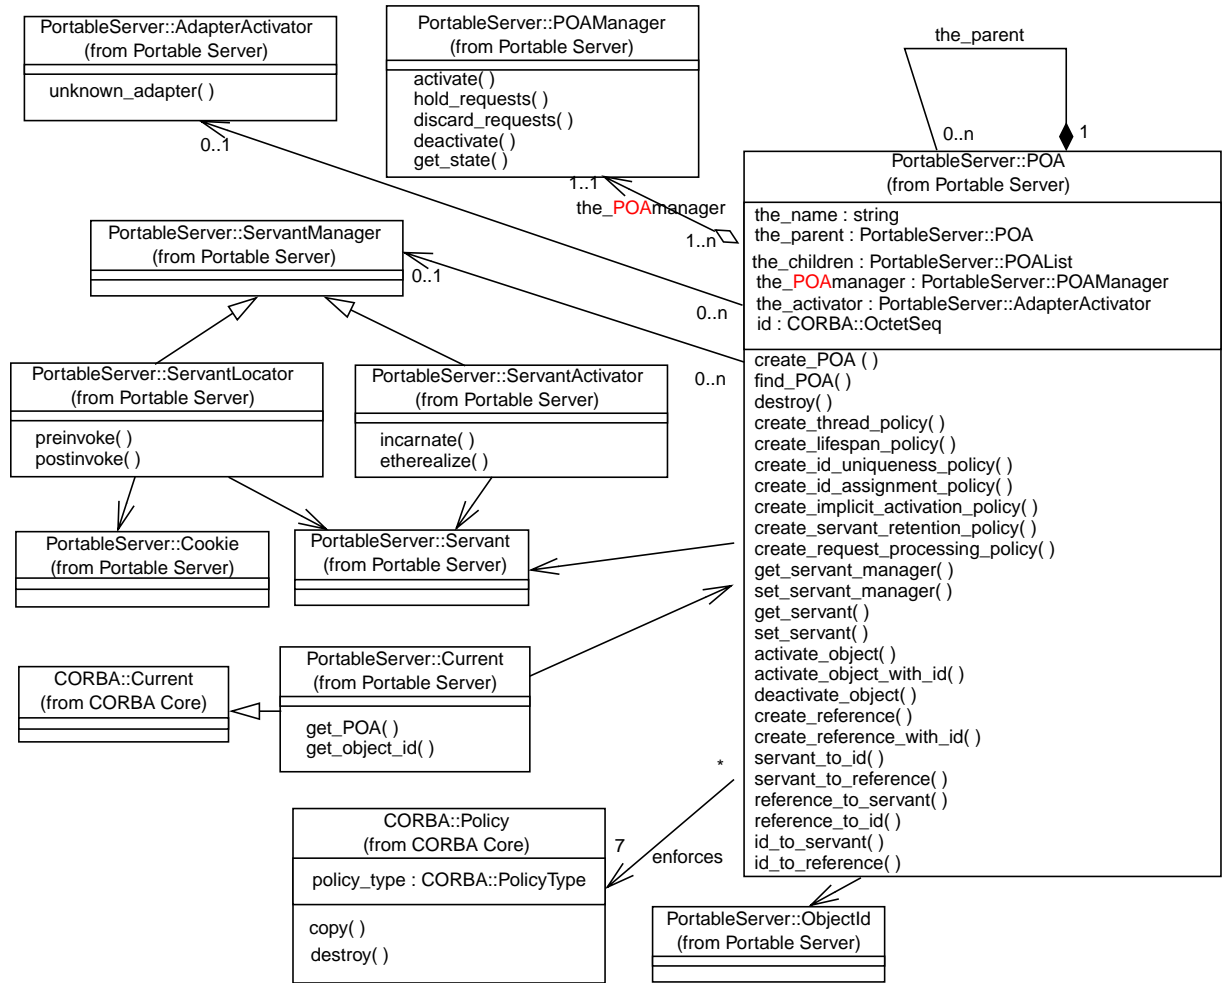 PortableServer::AdapterActivator
(from Portable Server)
unknown_adapter( )
0..1
PortableServer::POAManager
(from Portable Server)
activate( )
hold_requests( )
discard_requests( )
deactivate( )
get_state( )
1..1
the_POAmanager
1..n
the_parent
0..n
1
PortableServer::POA
(from Portable Server)
the_name : string
the_parent : PortableServer::POA
the_children : PortableServer::POAList
the_POAmanager : PortableServer::POAManager
the_activator : PortableServer::AdapterActivator
id : CORBA::OctetSeq
create_POA ( )
find_POA( )
destroy( )
create_thread_policy( )
create_lifespan_policy( )
create_id_uniqueness_policy( )
create_id_assignment_policy( )
create_implicit_activation_policy( )
create_servant_retention_policy( )
create_request_processing_policy( )
get_servant_manager( )
set_servant_manager( )
get_servant( )
set_servant( )
activate_object( )
activate_object_with_id( )
deactivate_object( )
create_reference( )
create_reference_with_id( )
servant_to_id( )
servant_to_reference( )
reference_to_servant( )
reference_to_id( )
id_to_servant( )
id_to_reference( )
PortableServer::ServantManager
(from Portable Server)
0..1
0..n
0..n
PortableServer::ServantLocator
(from Portable Server)
preinvoke( )
postinvoke( )
PortableServer::ServantActivator
(from Portable Server)
incarnate( )
etherealize( )
PortableServer::Cookie
(from Portable Server)
PortableServer::Servant
(from Portable Server)
CORBA::Current
(from CORBA Core)
PortableServer::Current
(from Portable Server)
get_POA( )
get_object_id( )
CORBA::Policy
(from CORBA Core)
policy_type : CORBA::PolicyType
copy( )
destroy( )
*
7
enforces
PortableServer::ObjectId
(from Portable Server)